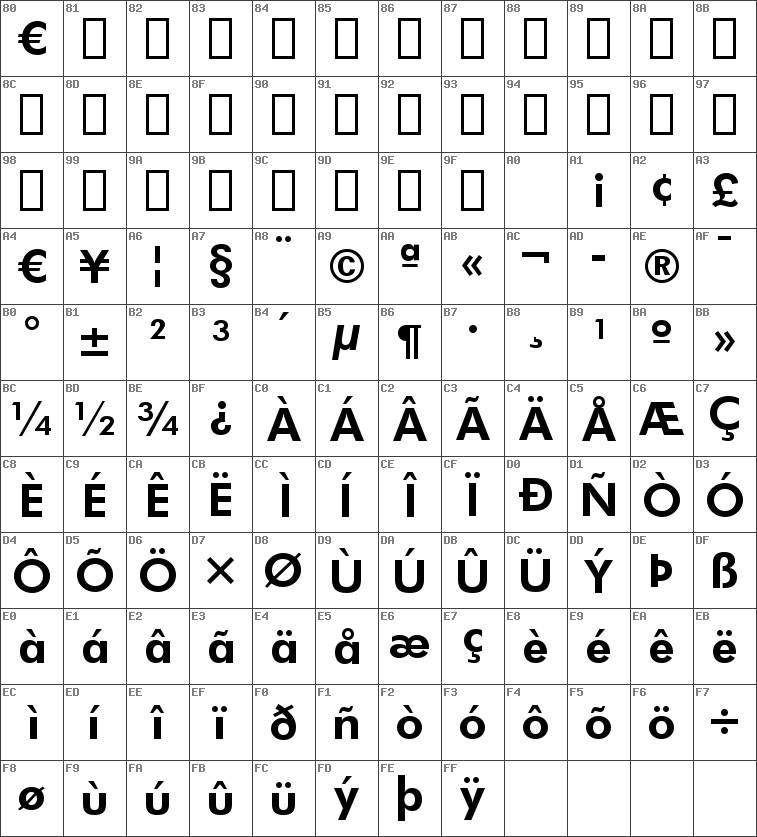 80 81 82 83 84 85 86 87 88 89 8A 8B
€
8C 8D 8E 8F 90 91 92 93 94 95 96 97
98 99 9A 9B 9C 9D 9E 9F A0 A1 A2 A3
¡ ¢ £
A4 A5 A6 A7 A8 A9 AA AB AC AD AE AF
€ ¥ ¦ § ¨ © ª « ¬ - ® ¯
B0 B1 B2 B3 B4 B5 B6 B7 B8 B9 BA BB
° ± ² ³ ´ µ ¶ · ¸ ¹ º »
BC BD BE BF C0 C1 C2 C3 C4 C5 C6 C7
¼ ½ ¾ ¿ À Á Â Ã Ä Å Æ Ç
C8 C9 CA CB CC CD CE CF D0 D1 D2 D3
È É Ê Ë Ì Í Î Ï Ð Ñ Ò Ó
D4 D5 D6 D7 D8 D9 DA DB DC DD DE DF
Ô Õ Ö × Ø Ù Ú Û Ü Ý Þ ß
E0 E1 E2 E3 E4 E5 E6 E7 E8 E9 EA EB
à á â ã ä å æ ç è é ê ë
EC ED EE EF F0 F1 F2 F3 F4 F5 F6 F7
ì í î ï ð ñ ò ó ô õ ö ÷
F8 F9 FA FB FC FD FE FF
ø ù ú û ü ý þ ÿ